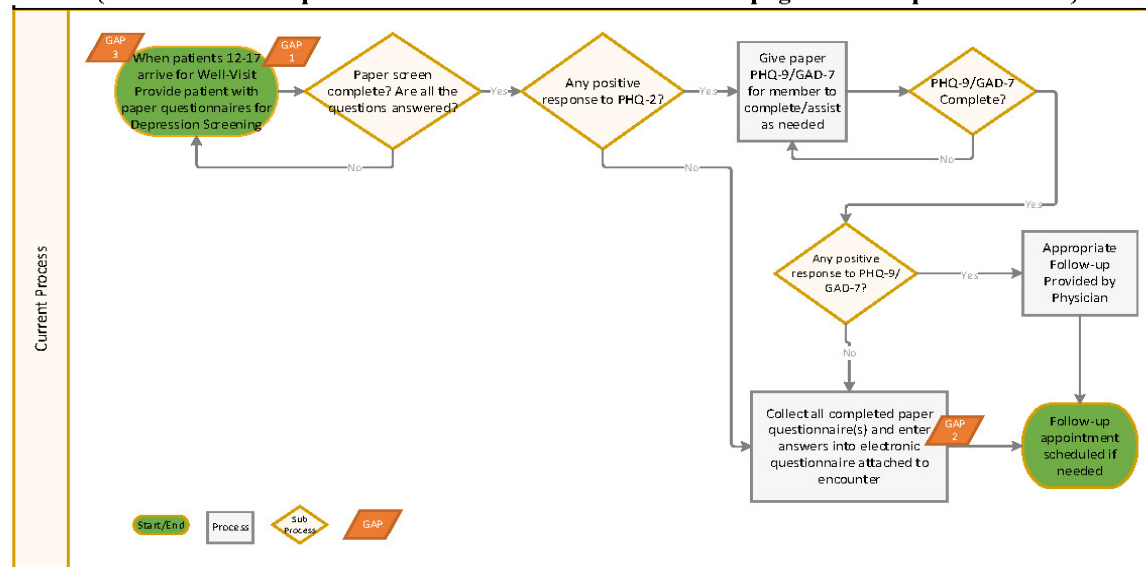 GAP
3
GAP
1
When patients 12-17
arrive for Well-Visit
Provide patient with
paper questionnaires for
Depression Screening
Paper screen
complete? Are all the
questions answered?
Yes
No
Any positive
response to PHQ-2?
Yes
No
Give paper
PHQ-9/GAD-7
for member to
complete/assist
as needed
PHQ-9/GAD-7
Complete?
No
Yes
Current Process
Any positive
response to PHQ-9/
GAD-7?
Yes
No
Appropriate
Follow-up
Provided by
Physician
Collect all completed paper
questionnaire(s) and enter
answers into electronic
questionnaire attached to
encounter
GAP
2
Follow-up
appointment
scheduled if
needed
Start/End
Process
Sub
Process
GAP